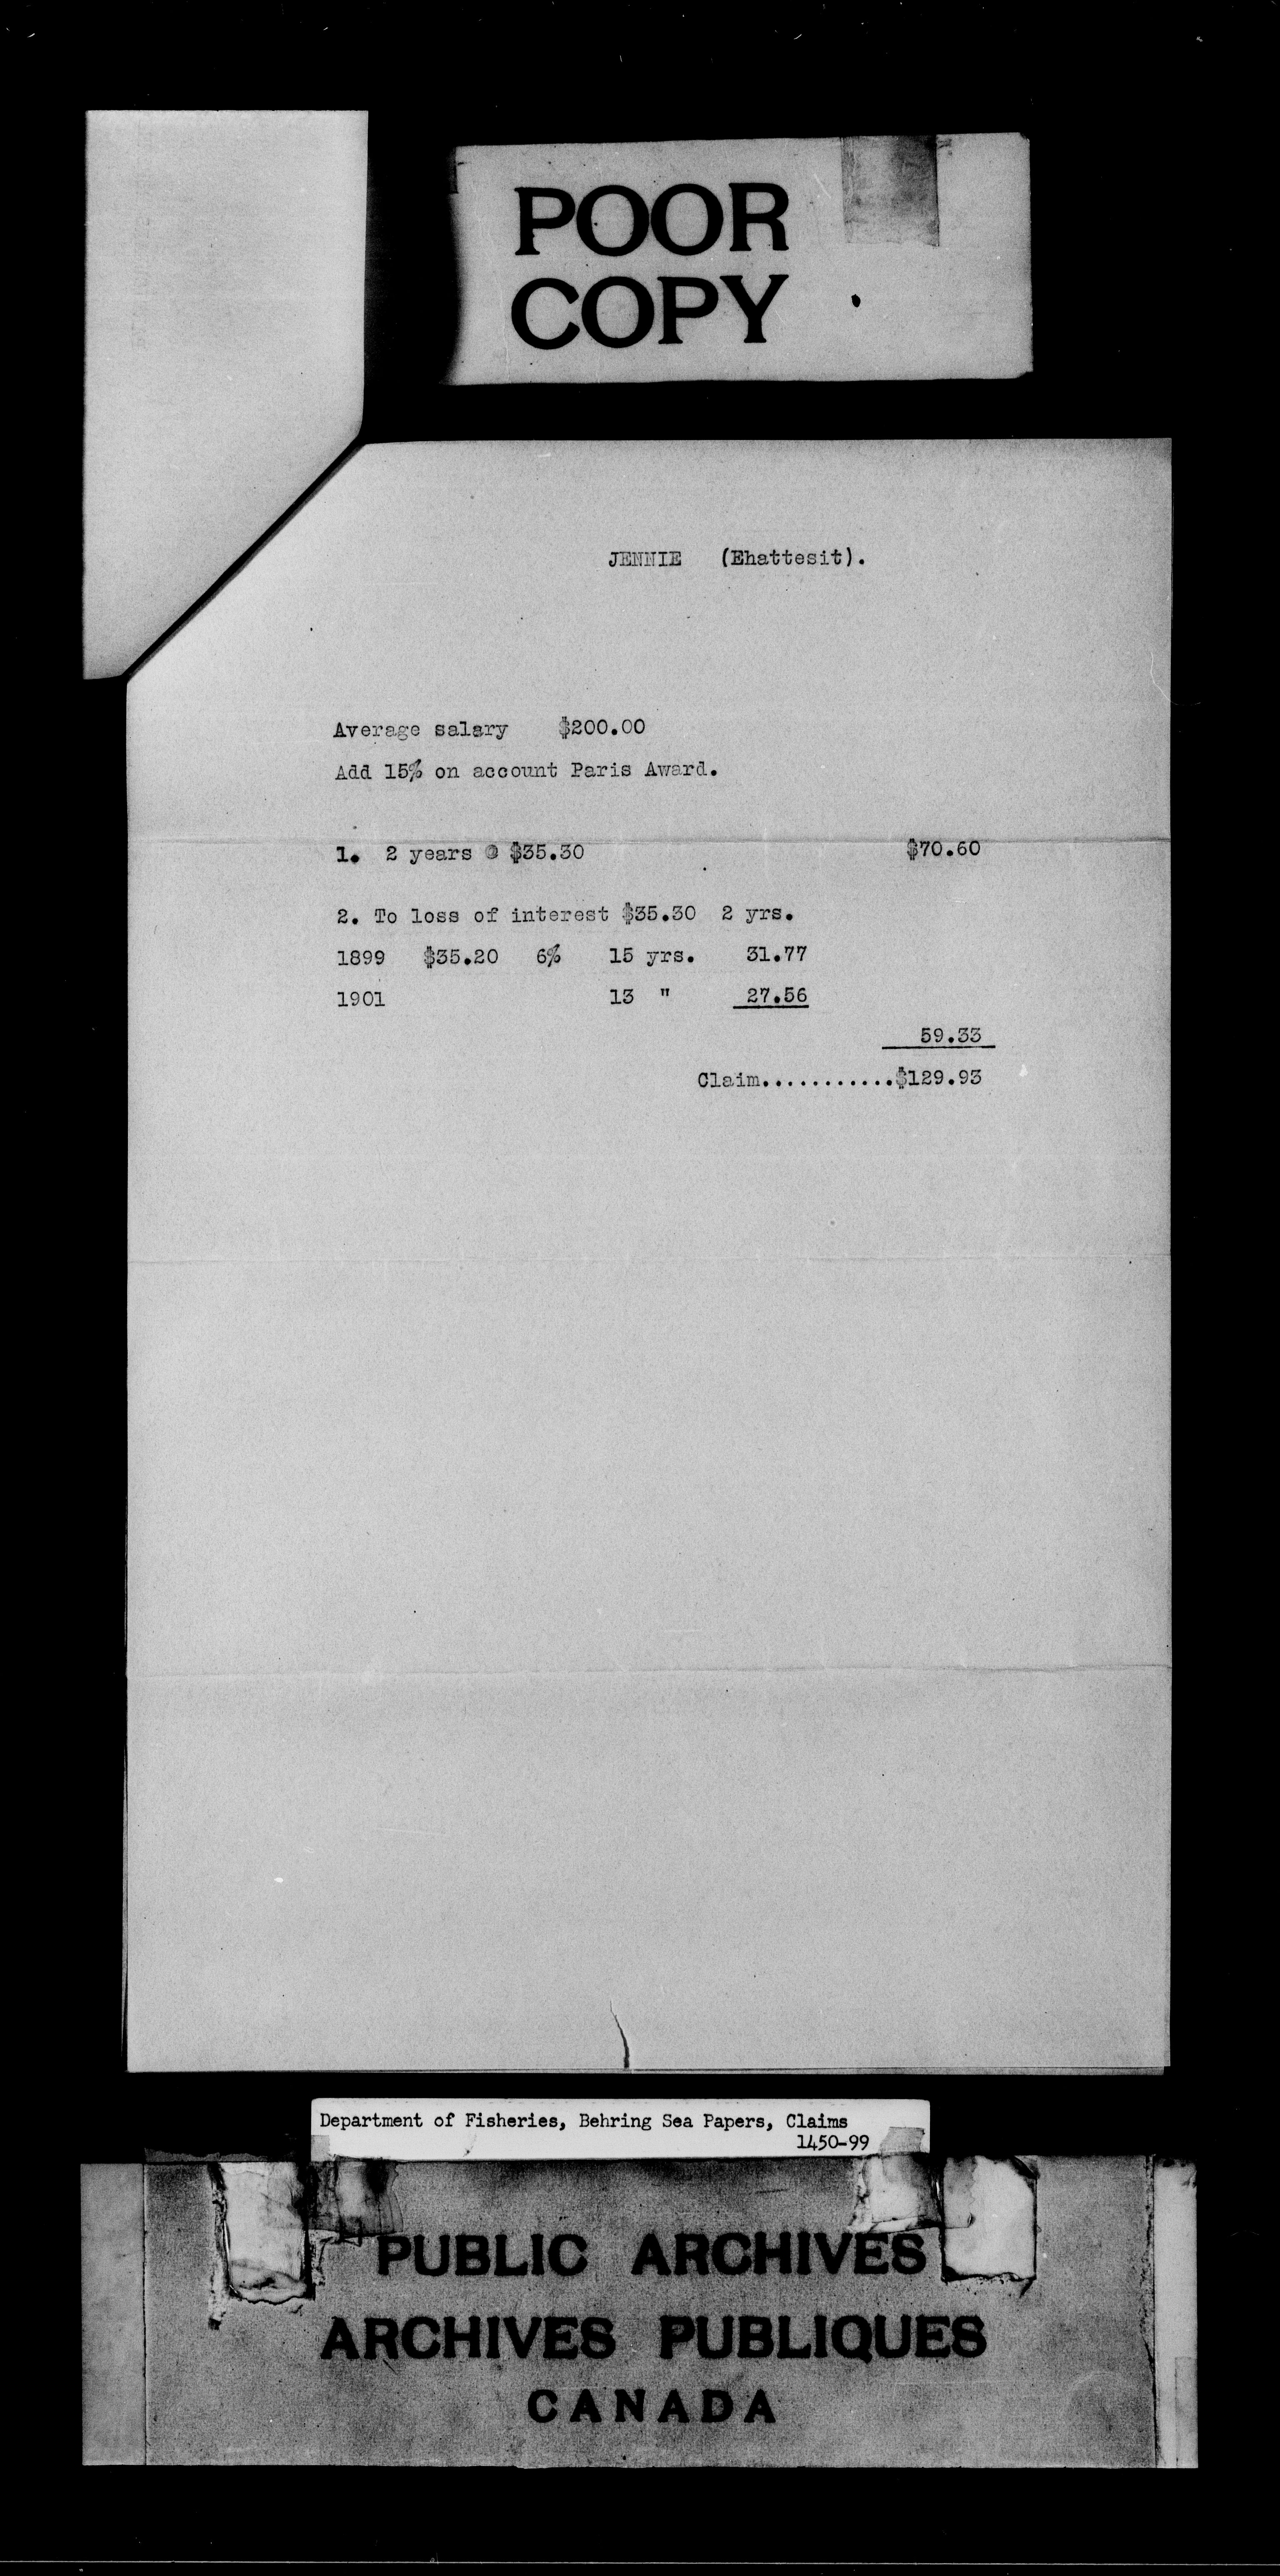 POOR
COPY
JENNIE (Ehattesit).
Average salary $200.00
Add 15% on account Paris Award.
1. 2 years @ $35.30 $70.60
2. To loss of interest $35.30 2 yrs.
1899 $35.20 6% 15 yrs. 31.77
1901 13 " 27.56
59.33
Claim...........$129.93
Department of Fisheries, Behring Sea Papers, Claims
1450-99
PUBLIC ARCHIVES
ARCHIVES PUBLIQUES
CANADA